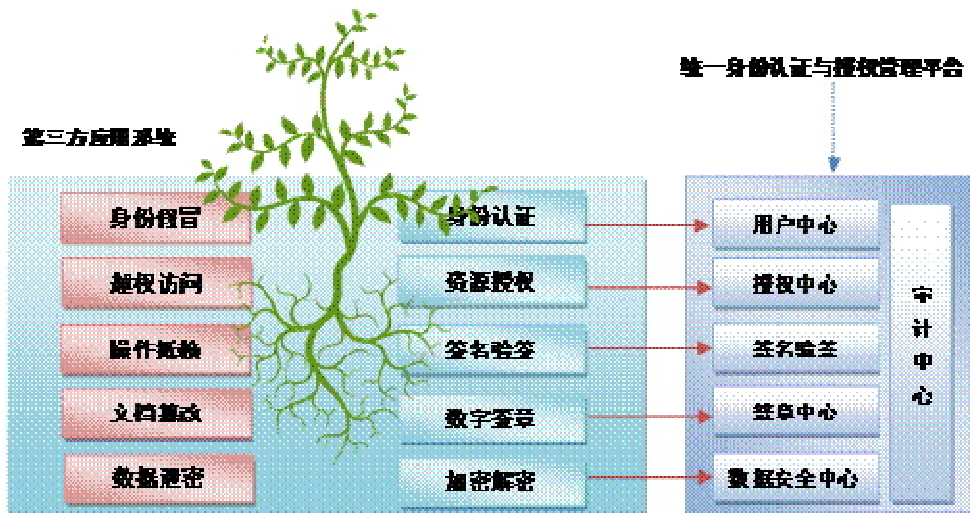 统一身份认证与授权管理平台
第三方应用系统
身份假冒
身份认证
用户中心
越权访问
资源授权
授权中心
操作抵赖
签名验签
签名验签
文档篡改
数字签章
签章中心
数据泄密
加密解密
数据安全中心
审计中心